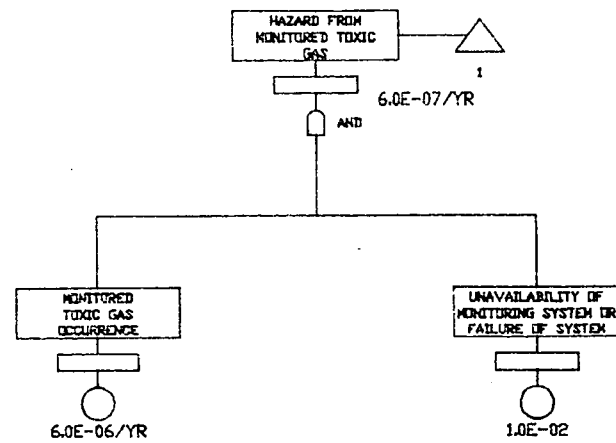 HAZARD FROM
MONITORED TOXIC
GAS
1
6.0E-07/YR
AND
MONITORED
TOXIC GAS
OCCURRENCE
UNAVAILABILITY OF
MONITORING SYSTEM OR
FAILURE OF SYSTEM
6.0E-06/YR
1.0E-02